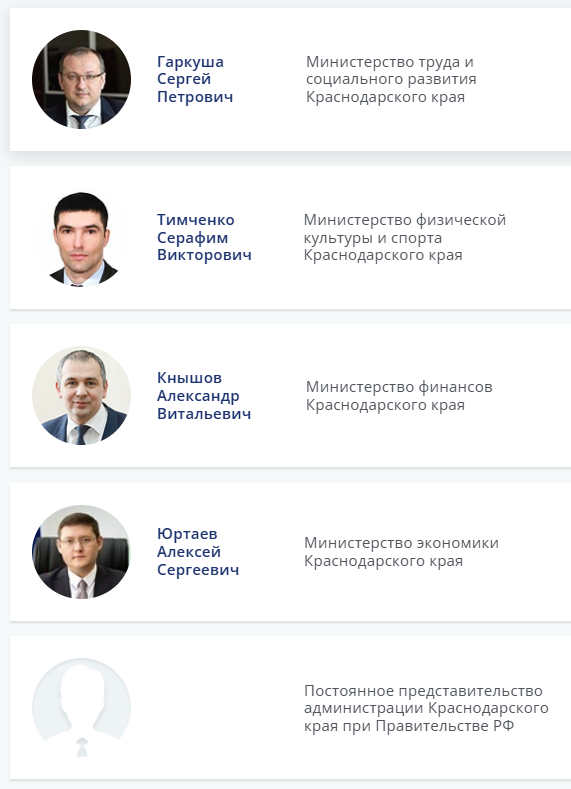 Гаркуша
Сергей
Петрович
Министерство труда и
социального развития
Краснодарского края
Тимченко
Серафим
Викторович
Министерство физической
культуры и спорта
Краснодарского края
Кнышов
Александр
Витальевич
Министерство финансов
Краснодарского края
Юртаев
Алексей
Сергеевич
Министерство экономики
Краснодарского края
Постоянное представительство
администрации Краснодарского
края при Правительстве РФ